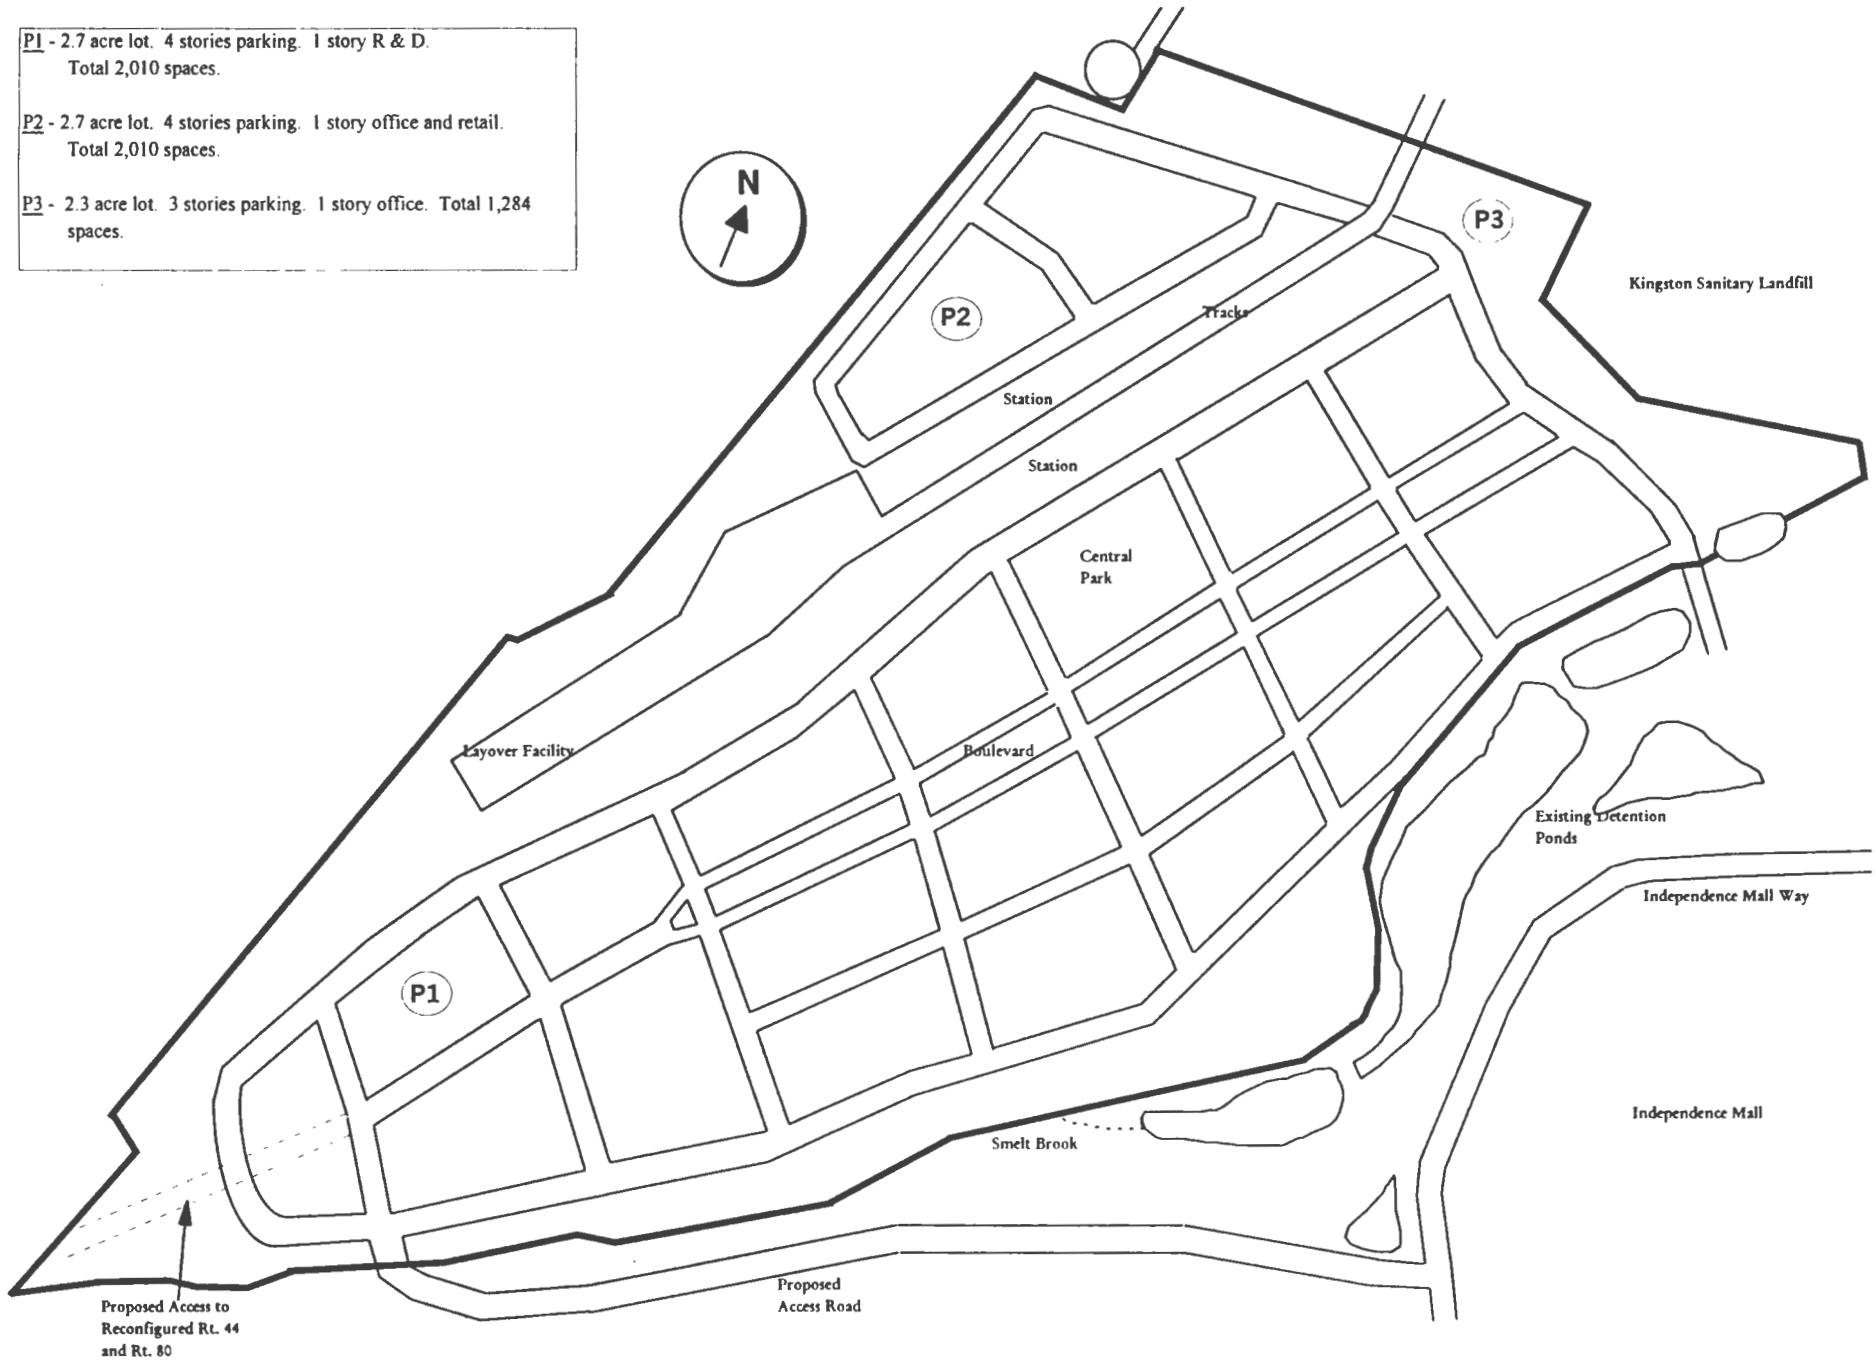 P1 - 2.7 acre lot. 4 stories parking. 1 story R & D.
Total 2,010 spaces.
P2 - 2.7 acre lot. 4 stories parking. 1 story office and retail.
Total 2,010 spaces.
P3 - 2.3 acre lot. 3 stories parking. 1 story office. Total 1,284
spaces.
N
P3
Kingston Sanitary Landfill
P2
Tracks
Station
Station
Central
Park
Layover Facility
Boulevard
Existing Detention
Ponds
Independence Mall Way
P1
Independence Mall
Smelt Brook
Proposed
Access Road
Proposed Access to
Reconfigured Rt. 44
and Rt. 80